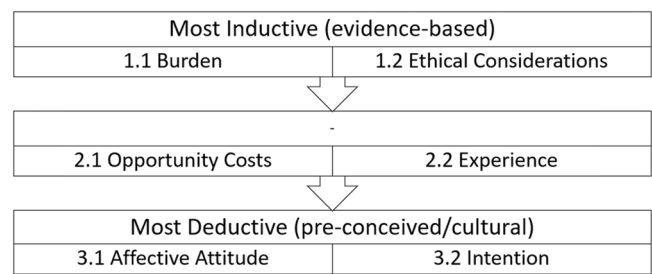 Most Inductive (evidence-based)
1.1 Burden 1.2 Ethical Considerations
-
2.1 Opportunity Costs 2.2 Experience
Most Deductive (pre-conceived/cultural)
3.1 Affective Attitude 3.2 Intention